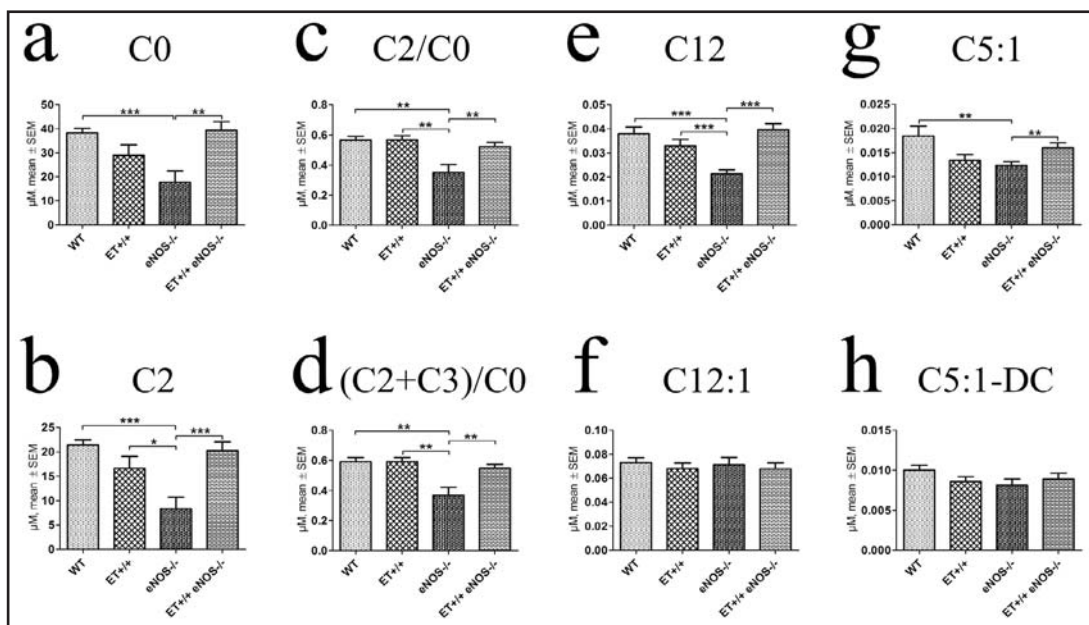 a C0
µM, mean ± SEM
50
40
30
20
10
0
*** **
WT ET+/+ eNOS-/- ET+/+ eNOS-/-
c C2/C0
µM, mean ± SEM
0.8
0.6
0.4
0.2
0.0
**
** **
WT ET+/+ eNOS-/- ET+/+ eNOS-/-
e C12
µM, mean ± SEM
0.05
0.04
0.03
0.02
0.01
0.00
*** ***
***
WT ET+/+ eNOS-/- ET+/+ eNOS-/-
g C5:1
µM, mean ± SEM
0.025
0.020
0.015
0.010
0.005
0.000
**
**
WT ET+/+ eNOS-/- ET+/+ eNOS-/-
b C2
µM, mean ± SEM
25
20
15
10
5
0
***
* ***
WT ET+/+ eNOS-/- ET+/+ eNOS-/-
d (C2+C3)/C0
µM, mean ± SEM
0.8
0.6
0.4
0.2
0.0
**
** **
WT ET+/+ eNOS-/- ET+/+ eNOS-/-
f C12:1
µM, mean ± SEM
0.10
0.08
0.06
0.04
0.02
0.00
WT ET+/+ eNOS-/- ET+/+ eNOS-/-
h C5:1-DC
µM, mean ± SEM
0.015
0.010
0.005
0.000
WT ET+/+ eNOS-/- ET+/+ eNOS-/-